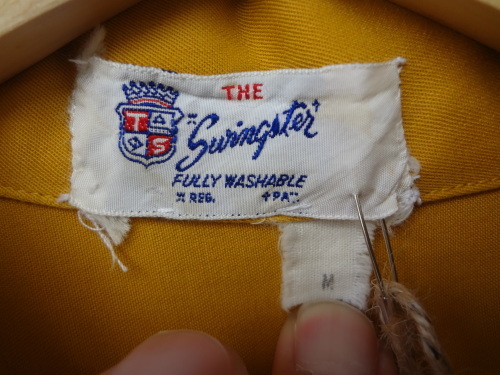 THE
T
S
"Swingster"
FULLY WASHABLE
REG. PA
M